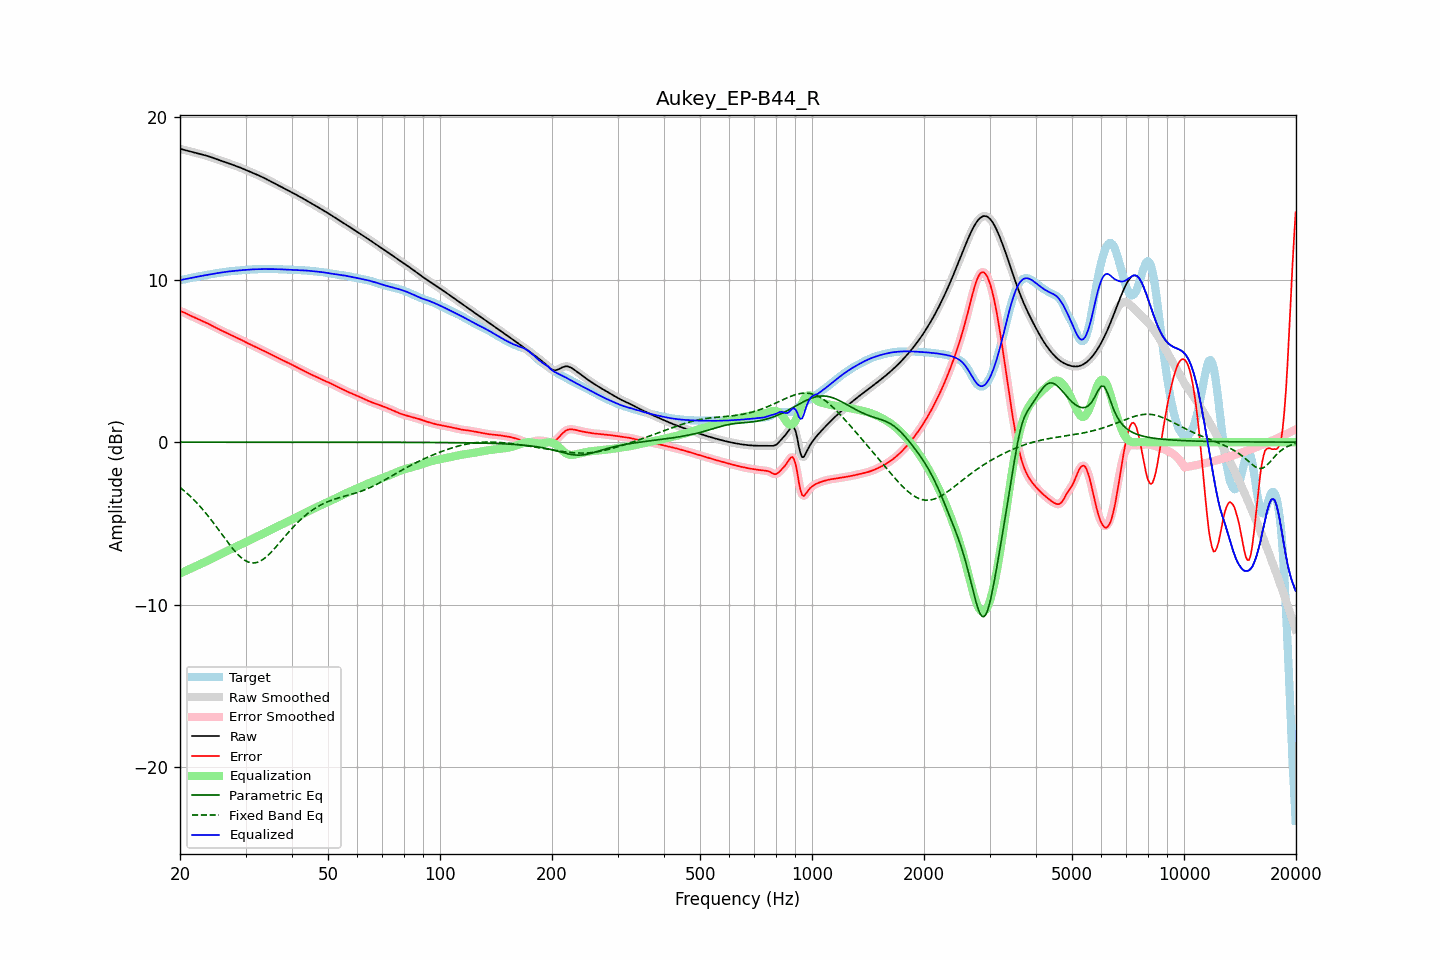 Aukey_EP-B44_R
20
10
0
−10
−20
Amplitude (dBr)
Target
Raw Smoothed
Error Smoothed
Raw
Error
Equalization
Parametric Eq
Fixed Band Eq
Equalized
20 50 100 200 500 1000 2000 5000 10000 20000
Frequency (Hz)